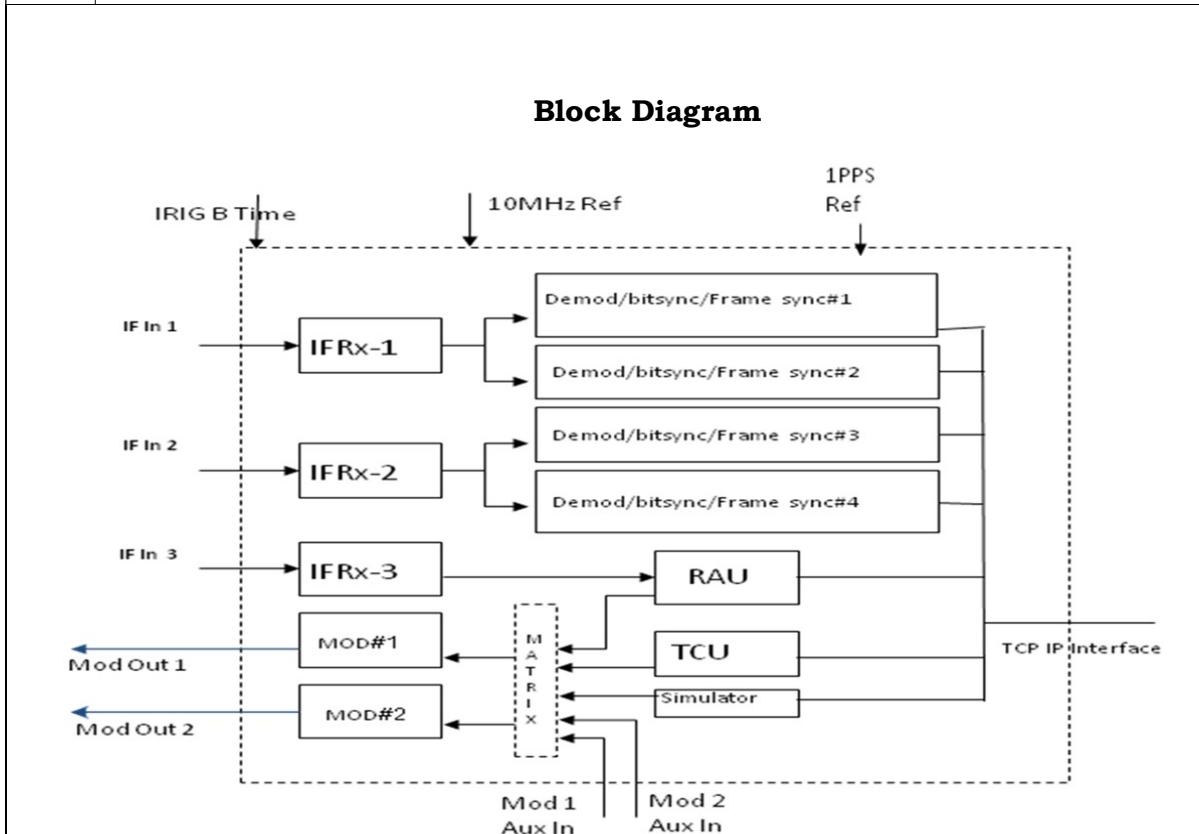 Block Diagram
1PPS
Ref
IRIG B Time
10MHz Ref
Demod/bitsync/Frame sync#1
IF In 1
IFRx-1
Demod/bitsync/Frame sync#2
Demod/bitsync/Frame sync#3
IF In 2
IFRx-2
Demod/bitsync/Frame sync#4
IF In 3
IFRx-3
RAU
MOD#1
MATRIX
TCU
TCP IP Interface
Mod Out 1
Simulator
MOD#2
Mod Out 2
Mod 1
Aux In
Mod 2
Aux In